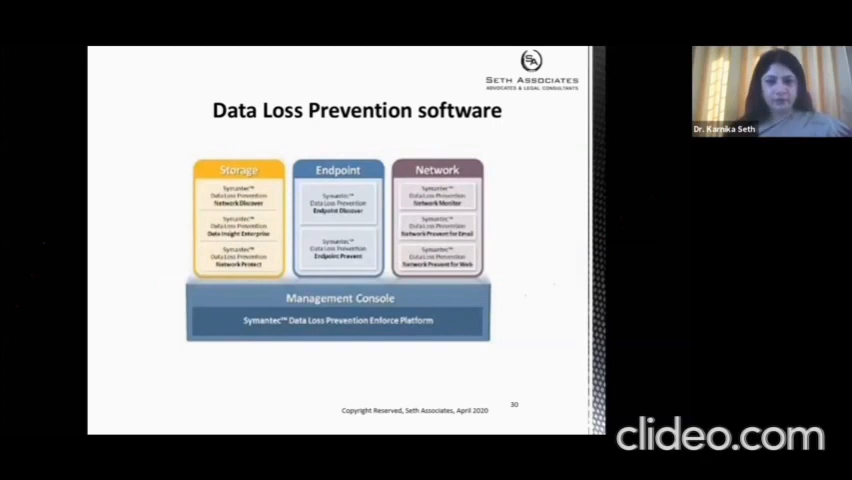 SA
SETH ASSOCIATES
ADVOCATES & LEGAL CONSULTANTS
Data Loss Prevention software
Dr. Karnika Seth
Storage
Symantec™
Data Loss Prevention
Network Discover
Symantec™
Data Loss Prevention
Data Insight Enterprise
Symantec™
Data Loss Prevention
Network Protect
Endpoint
Symantec™
Data Loss Prevention
Endpoint Discover
Symantec™
Data Loss Prevention
Endpoint Prevent
Network
Symantec™
Data Loss Prevention
Network Monitor
Symantec™
Data Loss Prevention
Network Prevent for Email
Symantec™
Data Loss Prevention
Network Prevent for Web
Management Console
Symantec™ Data Loss Prevention Enforce Platform
Copyright Reserved, Seth Associates, April 2020
30
clideo.com